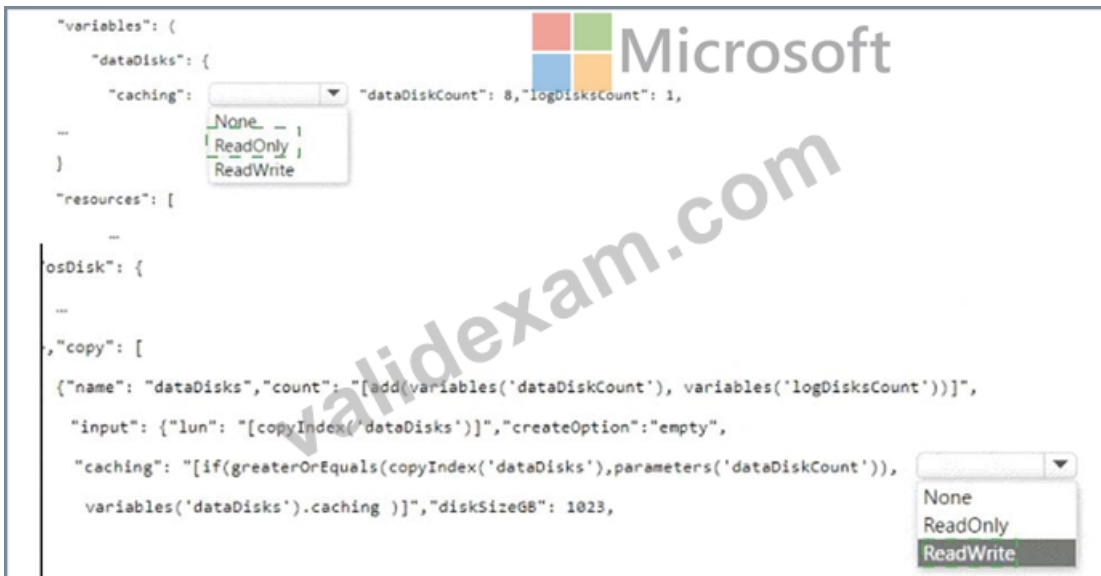 "variables": (
Microsoft
"dataDisks": {
"caching": "dataDiskCount": 8,"logDisksCount": 1,
None
ReadOnly
ReadWrite
...
}
"resources": [
...
osDisk": {
...
,"copy": [
{"name": "dataDisks","count": "[add(variables('dataDiskCount'), variables('logDisksCount'))]",
"input": {"lun": "[copyIndex('dataDisks')]","createOption":"empty",
"caching": "[if(greaterOrEquals(copyIndex('dataDisks'),parameters('dataDiskCount')),
variables('dataDisks').caching )]","diskSizeGB": 1023,
None
ReadOnly
ReadWrite
validexam.com